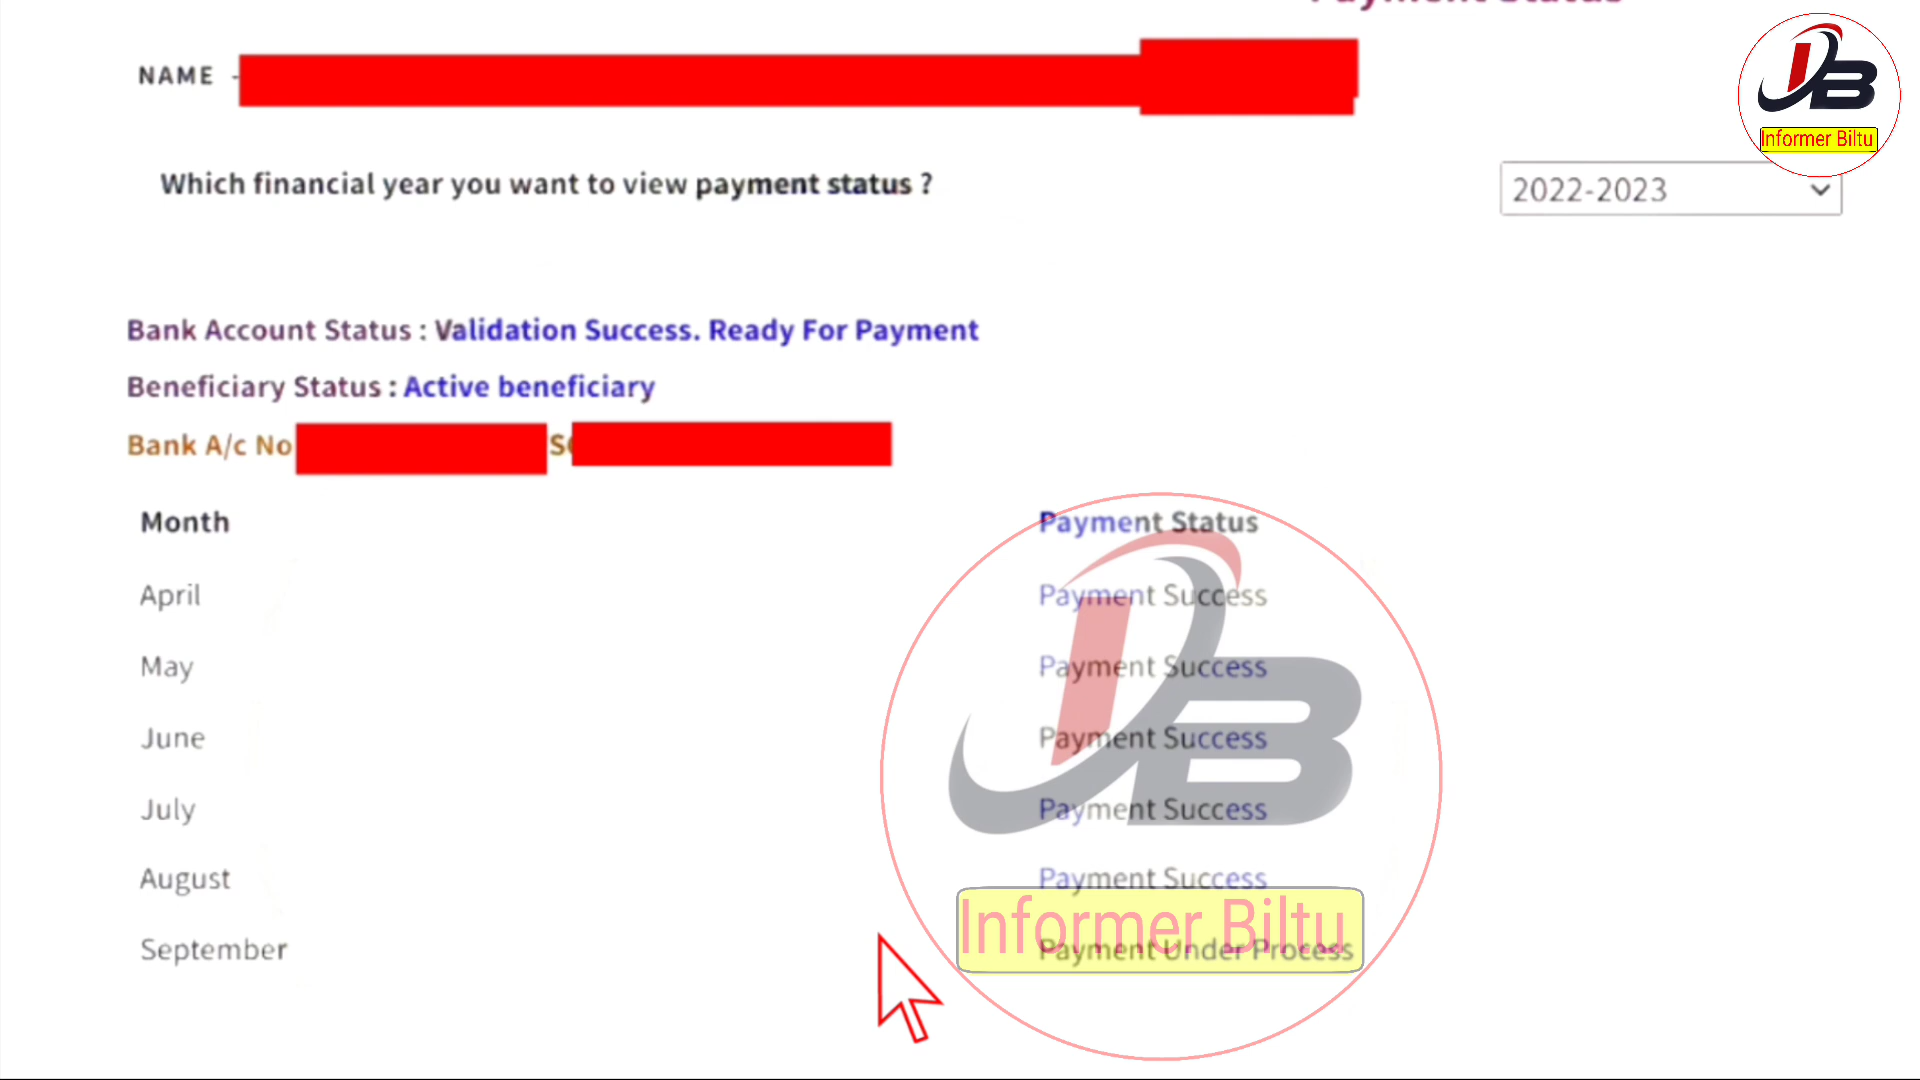 Payment Status
NAME -
Informer Biltu
Which financial year you want to view payment status ?
2022-2023
Bank Account Status : Validation Success. Ready For Payment
Beneficiary Status : Active beneficiary
Bank A/c No
Month Payment Status
April Payment Success
May Payment Success
June Payment Success
July Payment Success
August Payment Success
Informer Biltu
September Payment Under Process